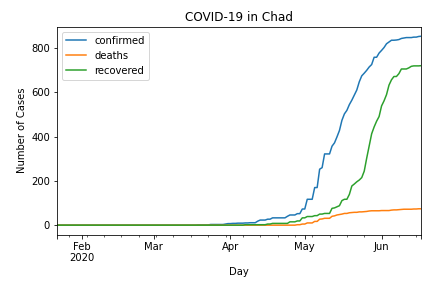 COVID-19 in Chad
confirmed
deaths
recovered
Number of Cases
800
600
400
200
0
Feb
2020
Mar
Apr
May
Jun
Day